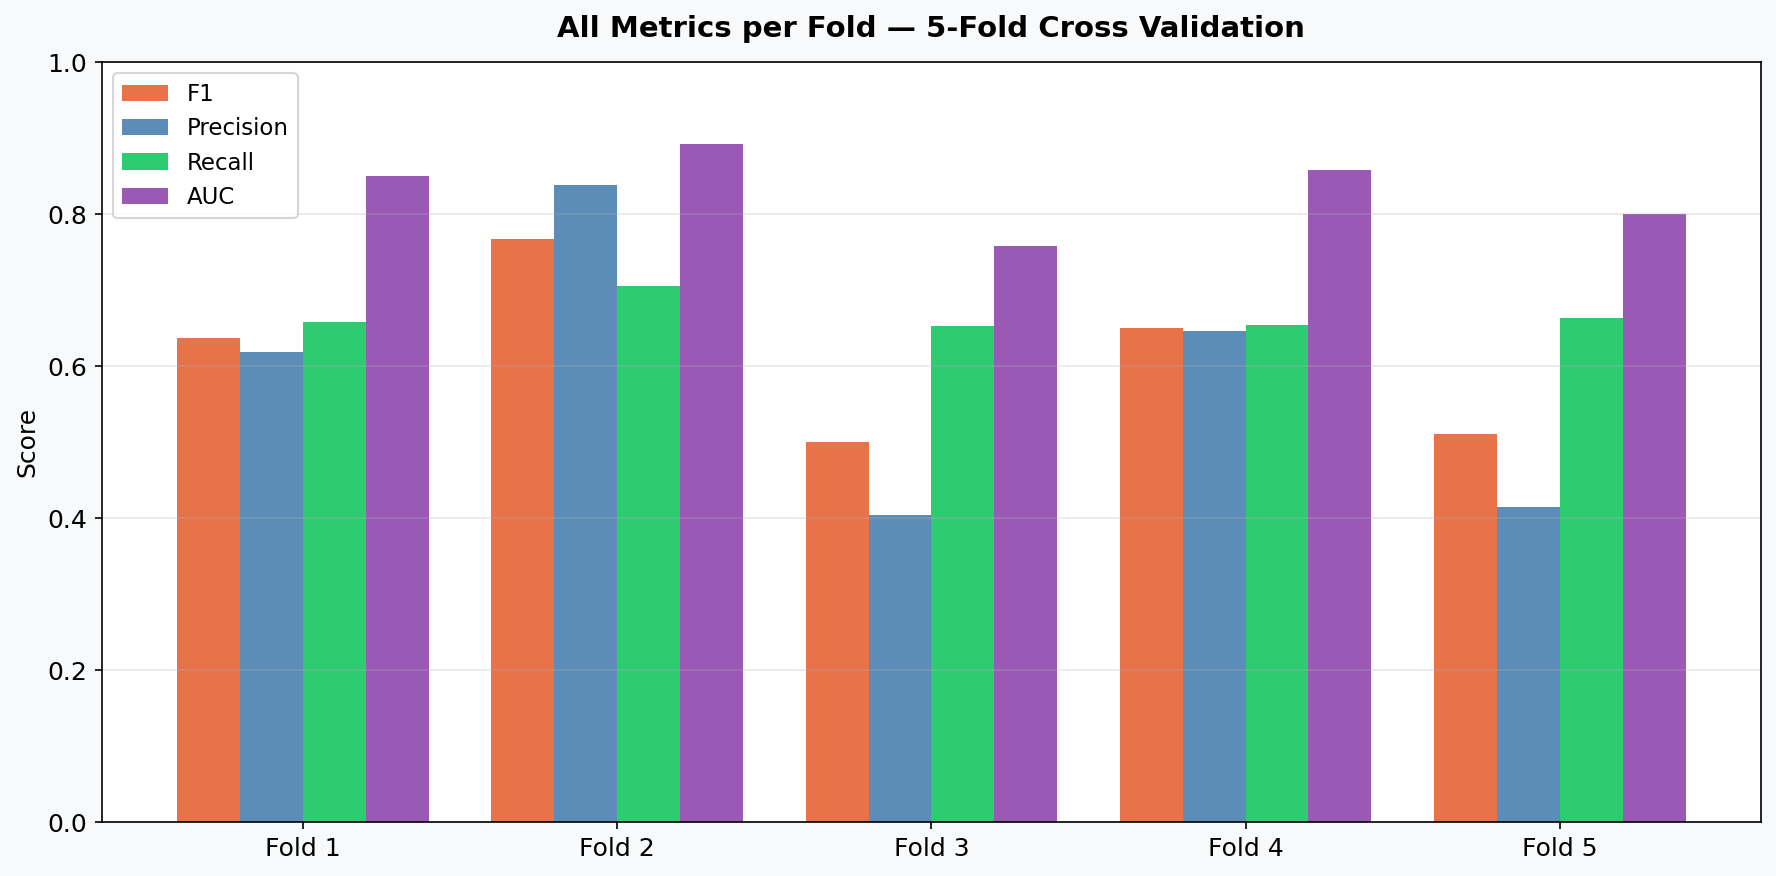 All Metrics per Fold — 5-Fold Cross Validation
1.0
0.8
0.6
0.4
0.2
0.0
Score
F1
Precision
Recall
AUC
Fold 1 Fold 2 Fold 3 Fold 4 Fold 5